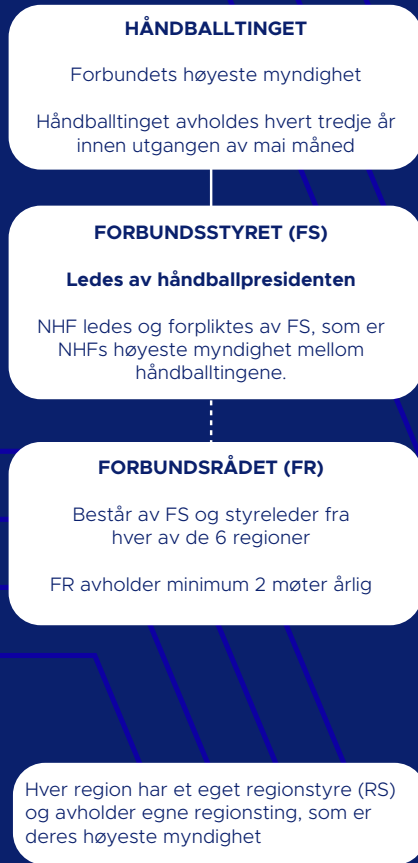 HÅNDBALLTINGET
Forbundets høyeste myndighet
Håndballtinget avholdes hvert tredje år
innen utgangen av mai måned
FORBUNDSSTYRET (FS)
Ledes av håndballpresidenten
NHF ledes og forpliktes av FS, som er
NHFs høyeste myndighet mellom
håndballtingene.
FORBUNDSRÅDET (FR)
Består av FS og styreleder fra
hver av de 6 regioner
FR avholder minimum 2 møter årlig
Hver region har et eget regionstyre (RS)
og avholder egne regionsting, som er
deres høyeste myndighet